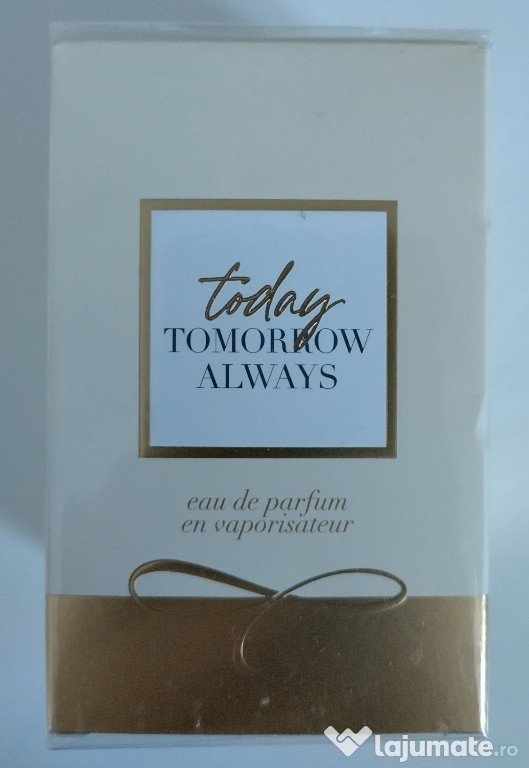 today
TOMORROW
ALWAYS
eau de parfum
en vaporisateur
lajumate.ro